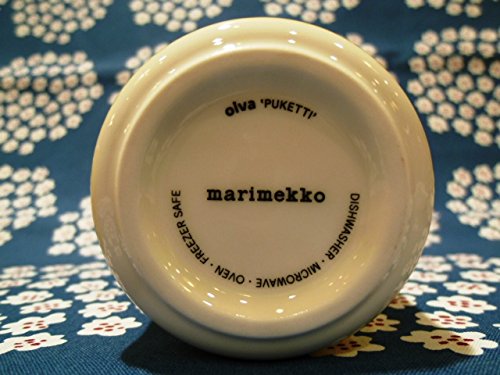 oiva 'PUKETTI'
marimekko
DISHWASHER · MICROWAVE · OVEN · FREEZER SAFE